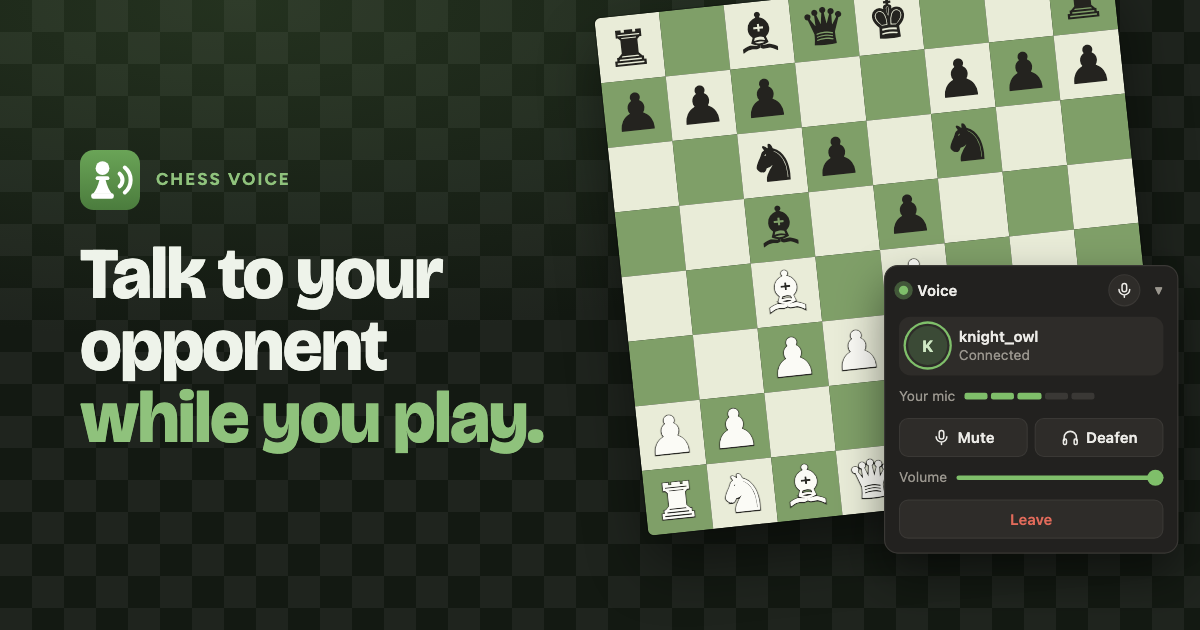 CHESS VOICE
Talk to your
opponent
while you play.
Voice
K
knight_owl
Connected
Your mic
Mute
Deafen
Volume
Leave